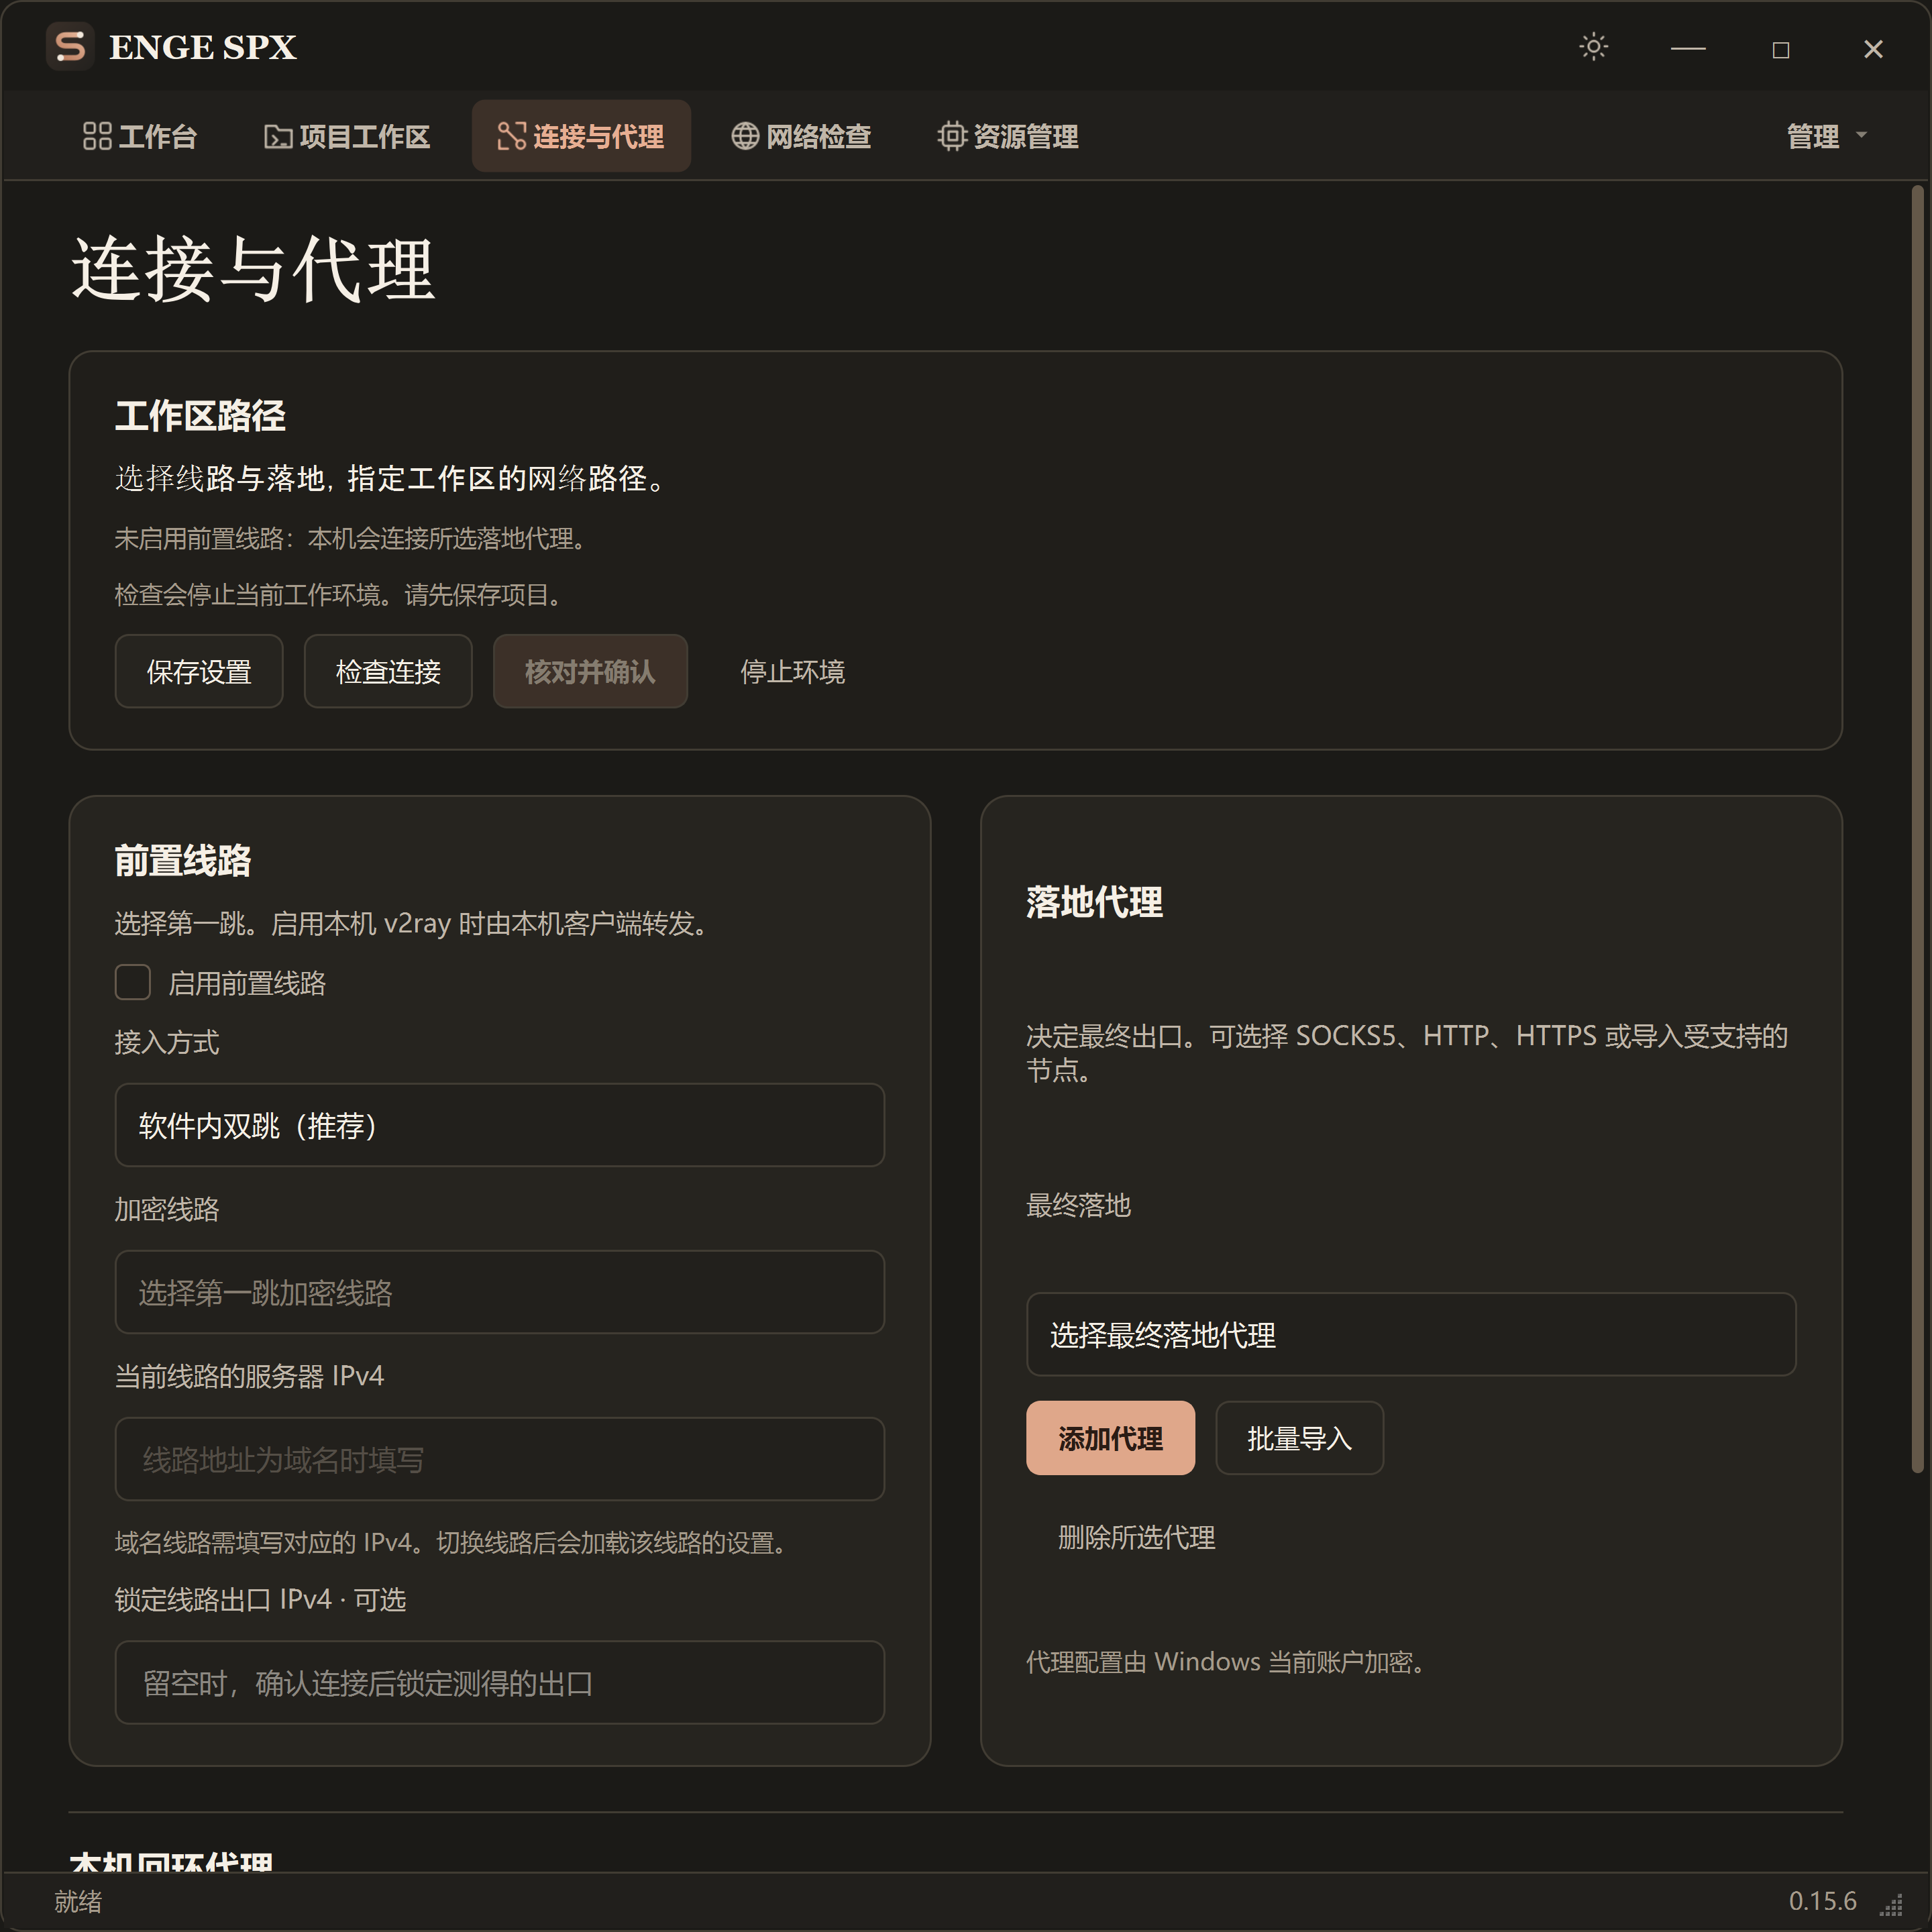 ENGE SPX
工作台
项目工作区
连接与代理
网络检查
资源管理
管理
连接与代理
工作区路径
选择线路与落地，指定工作区的网络路径。
未启用前置线路：本机会连接所选落地代理。
检查会停止当前工作环境。请先保存项目。
保存设置
检查连接
核对并确认
停止环境
前置线路
选择第一跳。启用本机 v2ray 时由本机客户端转发。
启用前置线路
接入方式
软件内双跳（推荐）
加密线路
选择第一跳加密线路
当前线路的服务器 IPv4
线路地址为域名时填写
域名线路需填写对应的 IPv4。切换线路后会加载该线路的设置。
锁定线路出口 IPv4 · 可选
留空时，确认连接后锁定测得的出口
落地代理
决定最终出口。可选择 SOCKS5、HTTP、HTTPS 或导入受支持的
节点。
最终落地
选择最终落地代理
添加代理
批量导入
删除所选代理
代理配置由 Windows 当前账户加密。
本机回环代理
就绪
0.15.6